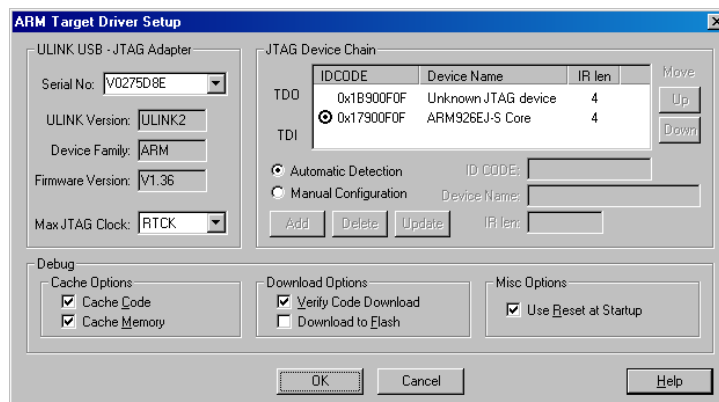 ARM Target Driver Setup
ULINK USB - JTAG Adapter
Serial No: V0275D8E
ULINK Version: ULINK2
Device Family: ARM
Firmware Version: V1.36
Max JTAG Clock: RTCK
JTAG Device Chain
IDCODE Device Name IR len Move
TDO 0x1B900F0F Unknown JTAG device 4 Up
TDI 0x17900F0F ARM926EJ-S Core 4 Down
Automatic Detection ID CODE:
Manual Configuration Device Name:
Add Delete Update IR len:
Debug
Cache Options
Cache Code
Cache Memory
Download Options
Verify Code Download
Download to Flash
Misc Options
Use Reset at Startup
OK Cancel Help